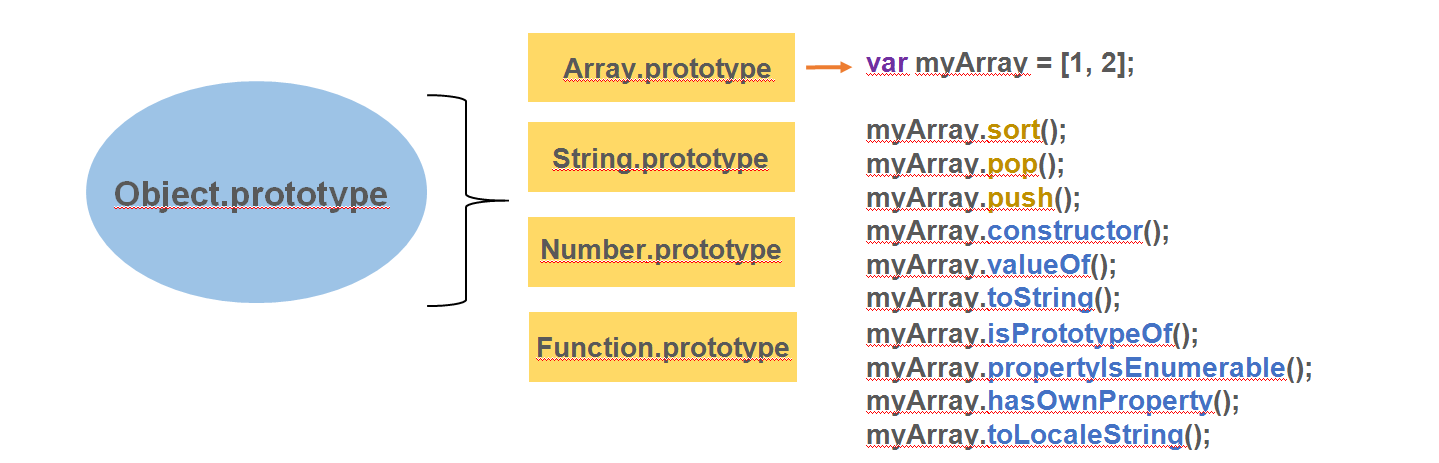 Object.prototype
Array.prototype
String.prototype
Number.prototype
Function.prototype
var myArray = [1, 2];
myArray.sort();
myArray.pop();
myArray.push();
myArray.constructor();
myArray.valueOf();
myArray.toString();
myArray.isPrototypeOf();
myArray.propertyIsEnumerable();
myArray.hasOwnProperty();
myArray.toLocaleString();